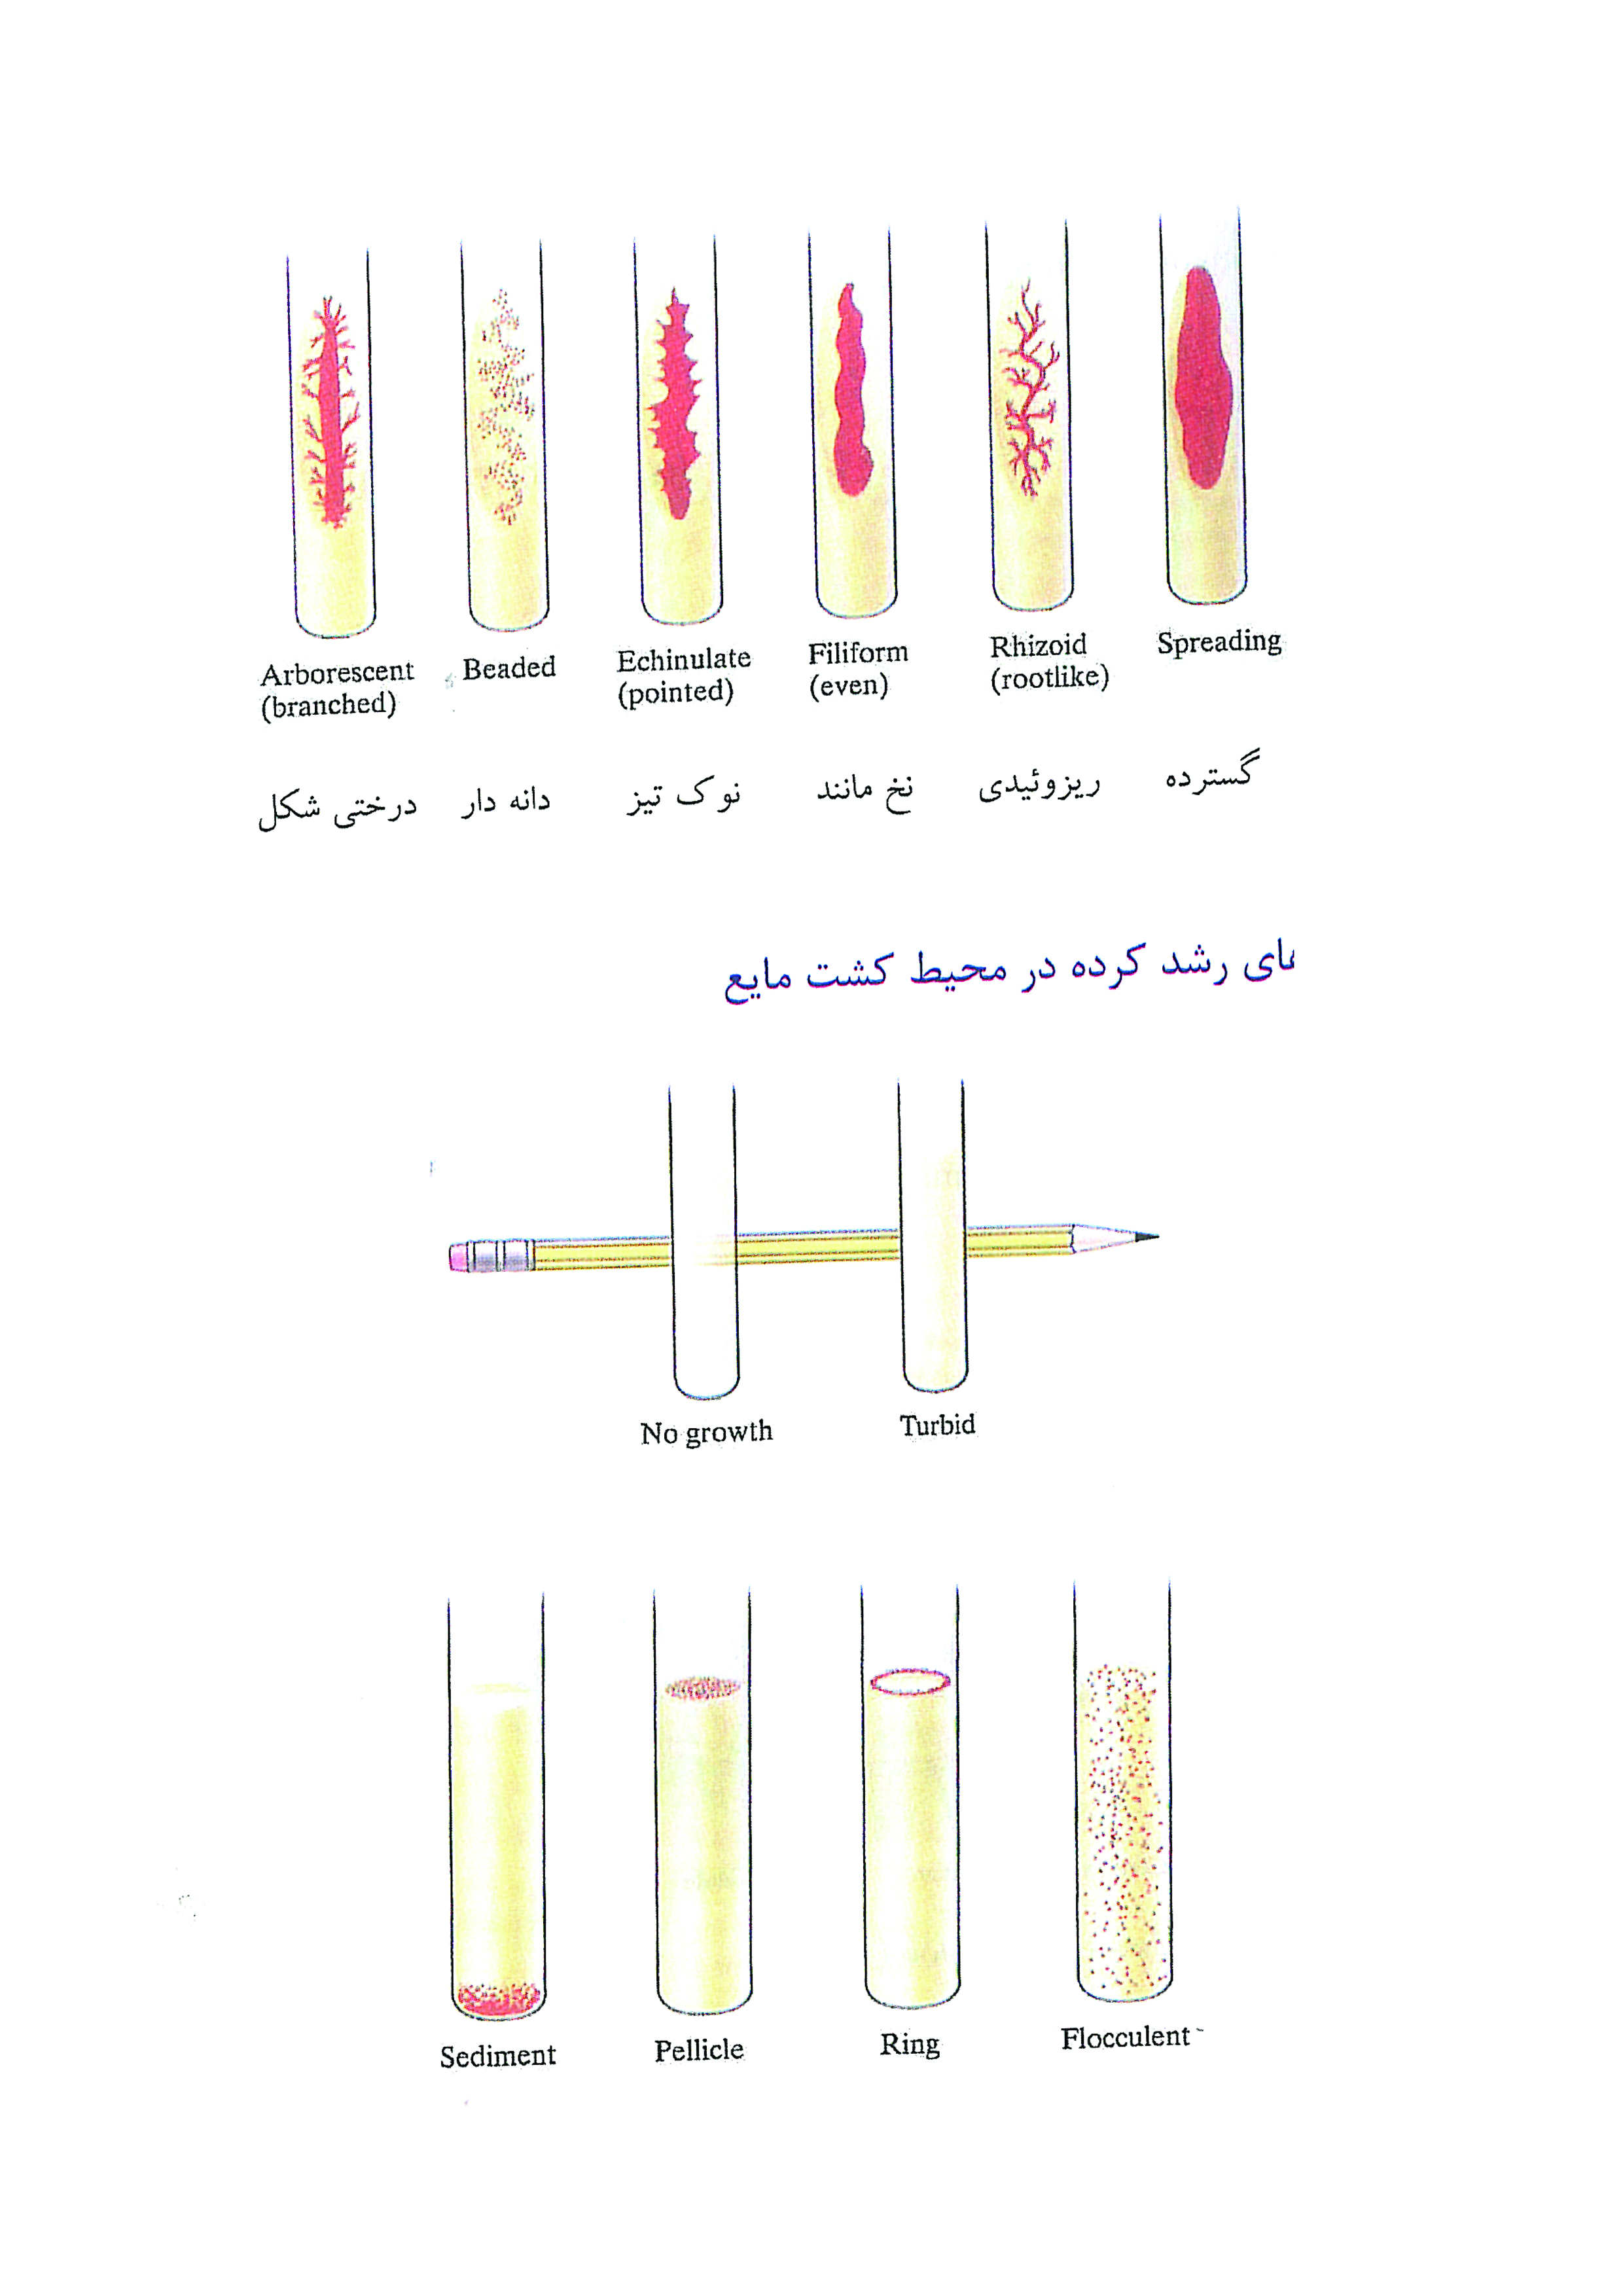 Arborescent
(branched)
Beaded
Echinulate
(pointed)
Filiform
(even)
Rhizoid
(rootlike)
Spreading
درختی شکل
دانه دار
نوک تیز
نخ مانند
ریزوئیدی
گسترده
رشد کرده در محیط کشت مایع
No growth
Turbid
Sediment
Pellicle
Ring
Flocculent